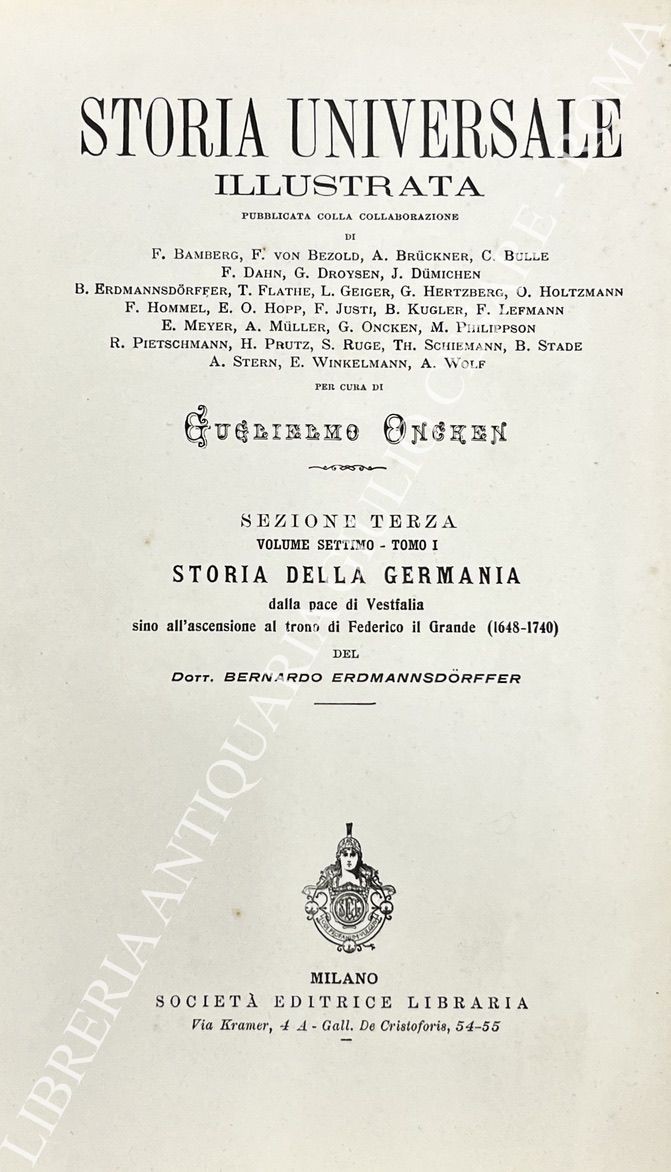 STORIA UNIVERSALE
ILLUSTRATA
PUBBLICATA COLLA COLLABORAZIONE
DI
F. BAMBERG, F. VON BEZOLD, A. BRÜCKNER, C. BULLE
F. DAHN, G. DROYSEN, J. DÜMICHEN
B. ERDMANNSDÖRFFER, T. FLATHE, L. GEIGER, G. HERTZBERG, O. HOLTZMANN
F. HOMMEL, E. O. HOPP, F. JUSTI, B. KUGLER, F. LEFMANN
E. MEYER, A. MÜLLER, G. ONCKEN, M. PHILIPPSON
R. PIETSCHMANN, H. PRUTZ, S. RUGE, TH. SCHIEMANN, B. STADE
A. STERN, E. WINKELMANN, A. WOLF
PER CURA DI
GUGLIELMO ONCKEN
SEZIONE TERZA
VOLUME SETTIMO - TOMO I
STORIA DELLA GERMANIA
dalla pace di Vestfalia
sino all'ascensione al trono di Federico il Grande (1648-1740)
DEL
DOTT. BERNARDO ERDMANNSDÖRFFER
SEL
MILANO
SOCIETÀ EDITRICE LIBRARIA
Via Kramer, 4 A - Gall. De Cristoforis, 54-55
LIBRERIA ANTIQUARIA GIULIO CESARE - ROMA